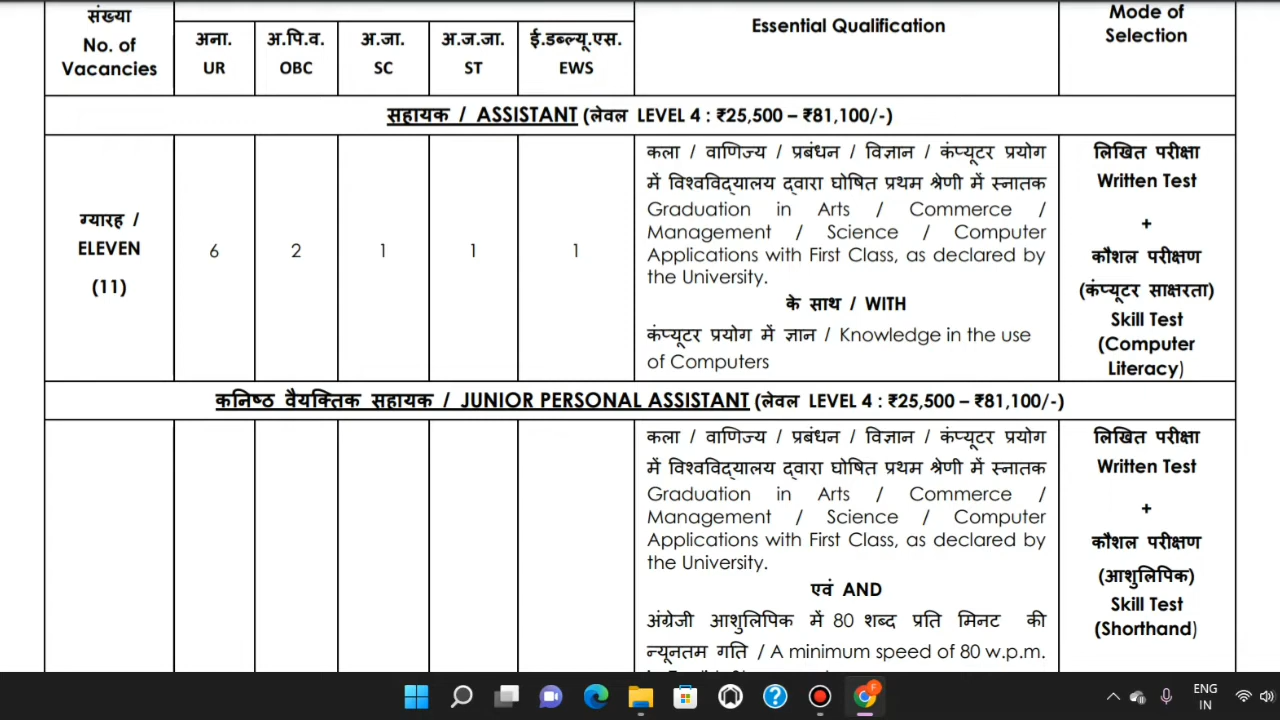 संख्या
No. of
Vacancies
अना.
UR
अ.पि.व.
OBC
अ.जा.
SC
अ.ज.जा.
ST
ई.डब्ल्यू.एस.
EWS
Essential Qualification
Mode of
Selection
सहायक / ASSISTANT (लेवल LEVEL 4 : ₹25,500 – ₹81,100/-)
ग्यारह /
ELEVEN
(11)
6
2
1
1
1
कला / वाणिज्य / प्रबंधन / विज्ञान / कंप्यूटर प्रयोग
में विश्वविद्यालय द्वारा घोषित प्रथम श्रेणी में स्नातक
Graduation in Arts / Commerce /
Management / Science / Computer
Applications with First Class, as declared by
the University.
के साथ / WITH
कंप्यूटर प्रयोग में ज्ञान / Knowledge in the use
of Computers
लिखित परीक्षा
Written Test
+
कौशल परीक्षण
(कंप्यूटर साक्षरता)
Skill Test
(Computer
Literacy)
कनिष्ठ वैयक्तिक सहायक / JUNIOR PERSONAL ASSISTANT (लेवल LEVEL 4 : ₹25,500 – ₹81,100/-)
कला / वाणिज्य / प्रबंधन / विज्ञान / कंप्यूटर प्रयोग
में विश्वविद्यालय द्वारा घोषित प्रथम श्रेणी में स्नातक
Graduation in Arts / Commerce /
Management / Science / Computer
Applications with First Class, as declared by
the University.
एवं AND
अंग्रेजी आशुलिपिक में 80 शब्द प्रति मिनट की
न्यूनतम गति / A minimum speed of 80 w.p.m.
लिखित परीक्षा
Written Test
+
कौशल परीक्षण
(आशुलिपिक)
Skill Test
(Shorthand)
F
ENG
IN